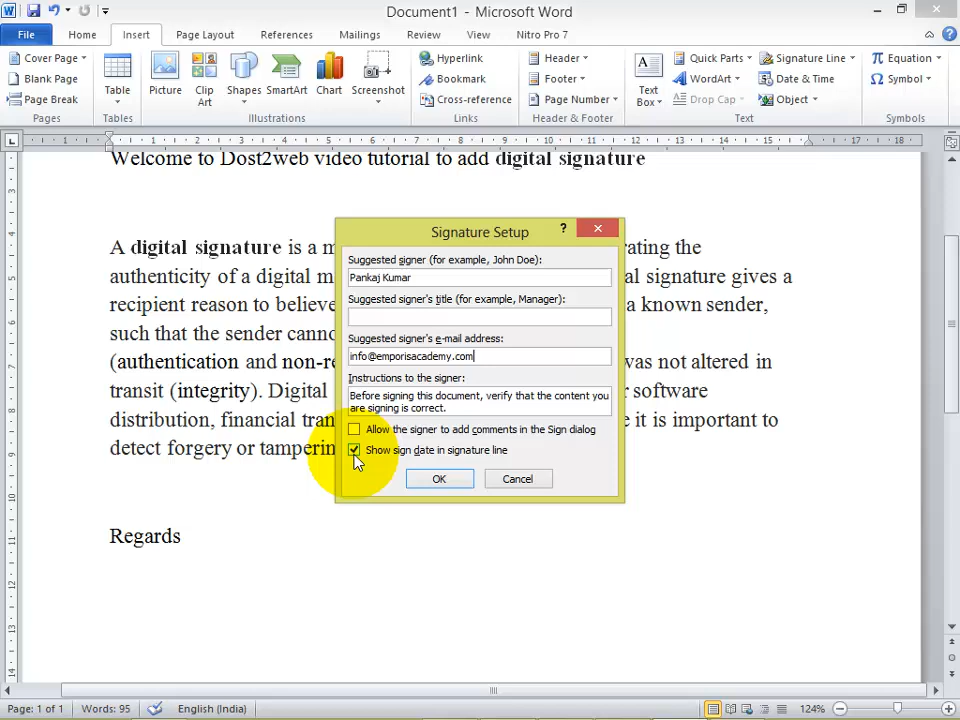 Document1 - Microsoft Word
File Home Insert Page Layout References Mailings Review View Nitro Pro 7
Cover Page
Blank Page
Page Break
Pages
Table
Tables
Picture
Clip Art
Shapes
SmartArt
Chart
Screenshot
Illustrations
Hyperlink
Bookmark
Cross-reference
Links
Header
Footer
Page Number
Header & Footer
Text Box
Quick Parts
WordArt
Drop Cap
Signature Line
Date & Time
Object
Text
Equation
Symbol
Symbols
Welcome to Dost2web video tutorial to add digital signature
A digital signature is a m rating the
authenticity of a digital m al signature gives a
recipient reason to believe a known sender,
such that the sender canno
(authentication and non-re was not altered in
transit (integrity). Digital r software
distribution, financial tran e it is important to
detect forgery or tamperin
Regards
Signature Setup
Suggested signer (for example, John Doe):
Pankaj Kumar
Suggested signer's title (for example, Manager):
Suggested signer's e-mail address:
info@emporisacademy.com
Instructions to the signer:
Before signing this document, verify that the content you
are signing is correct.
Allow the signer to add comments in the Sign dialog
Show sign date in signature line
OK Cancel
Page: 1 of 1 Words: 95 English (India) 124%